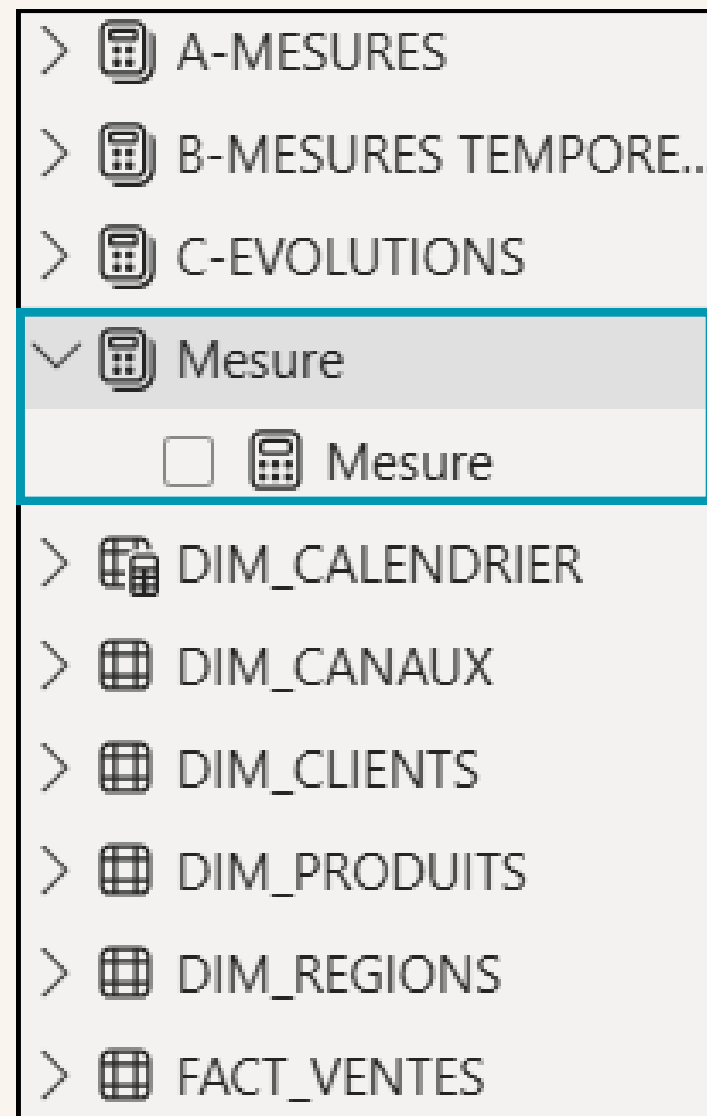 A-MESURES
B-MESURES TEMPORE...
C-EVOLUTIONS
Mesure
Mesure
DIM_CALENDRIER
DIM_CANAUX
DIM_CLIENTS
DIM_PRODUITS
DIM_REGIONS
FACT_VENTES